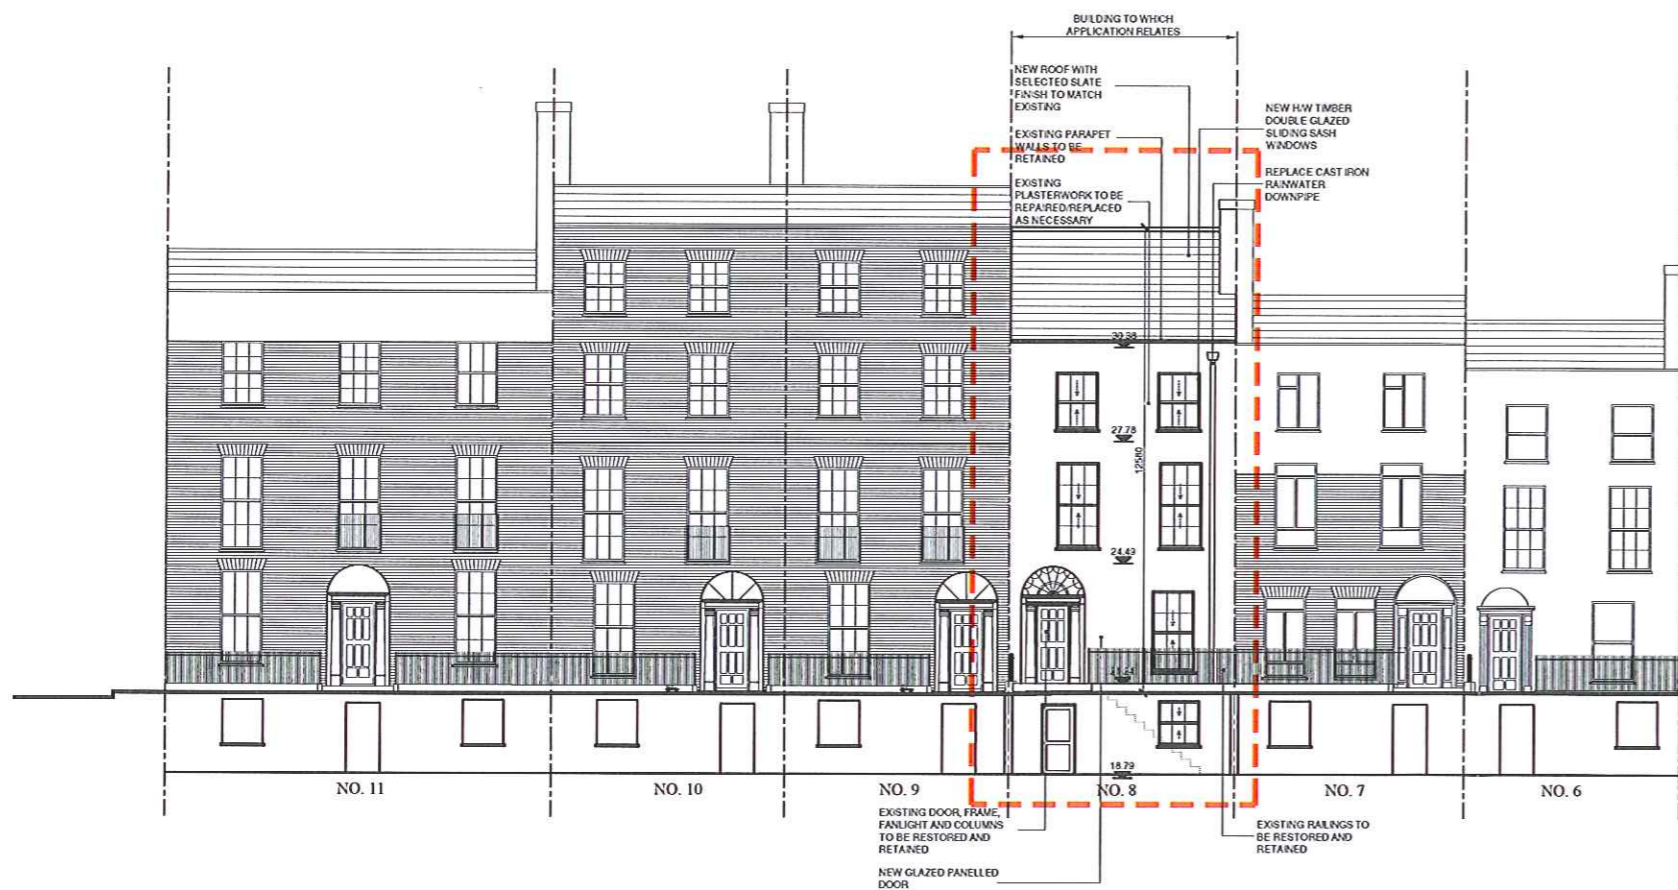 BUILDING TO WHICH
APPLICATION RELATES
NEW ROOF WITH
SELECTED SLATE
FINISH TO MATCH
EXISTING
NEW H/W TIMBER
DOUBLE GLAZED
SLIDING SASH
WINDOWS
EXISTING PARAPET
WALLS TO BE
RETAINED
REPLACE CAST IRON
RAINWATER
DOWNPIPE
EXISTING
PLASTERWORK TO BE
REPAIRED/REPLACED
AS NECESSARY
30.38
27.78
12580
24.49
18.79
NO. 11
NO. 10
NO. 9
NO. 8
NO. 7
NO. 6
EXISTING DOOR, FRAME,
FANLIGHT AND COLUMNS
TO BE RESTORED AND
RETAINED
EXISTING RAILINGS TO
BE RESTORED AND
RETAINED
NEW GLAZED PANELLED
DOOR